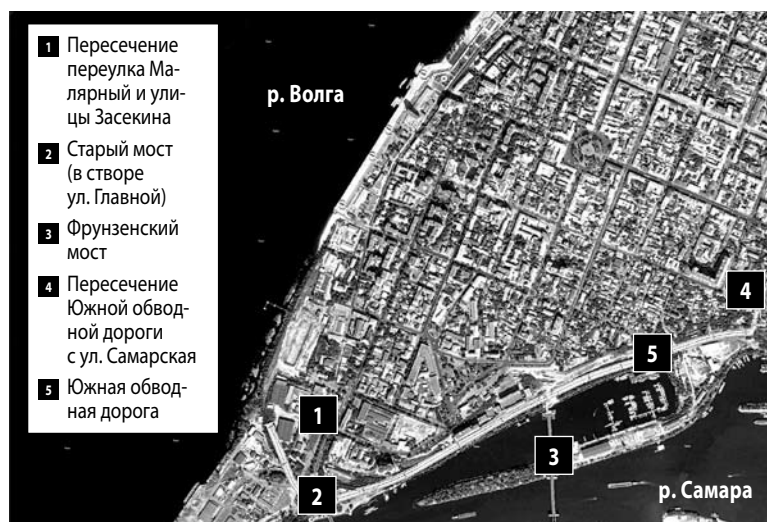 1 Пересечение
переулка Ма-
лярный и ули-
цы Засекина
2 Старый мост
(в створе
ул. Главной)
3 Фрунзенский
мост
4 Пересечение
Южной обвод-
ной дороги
с ул. Самарская
5 Южная обвод-
ная дорога
р. Волга
4
5
1
3
2
р. Самара